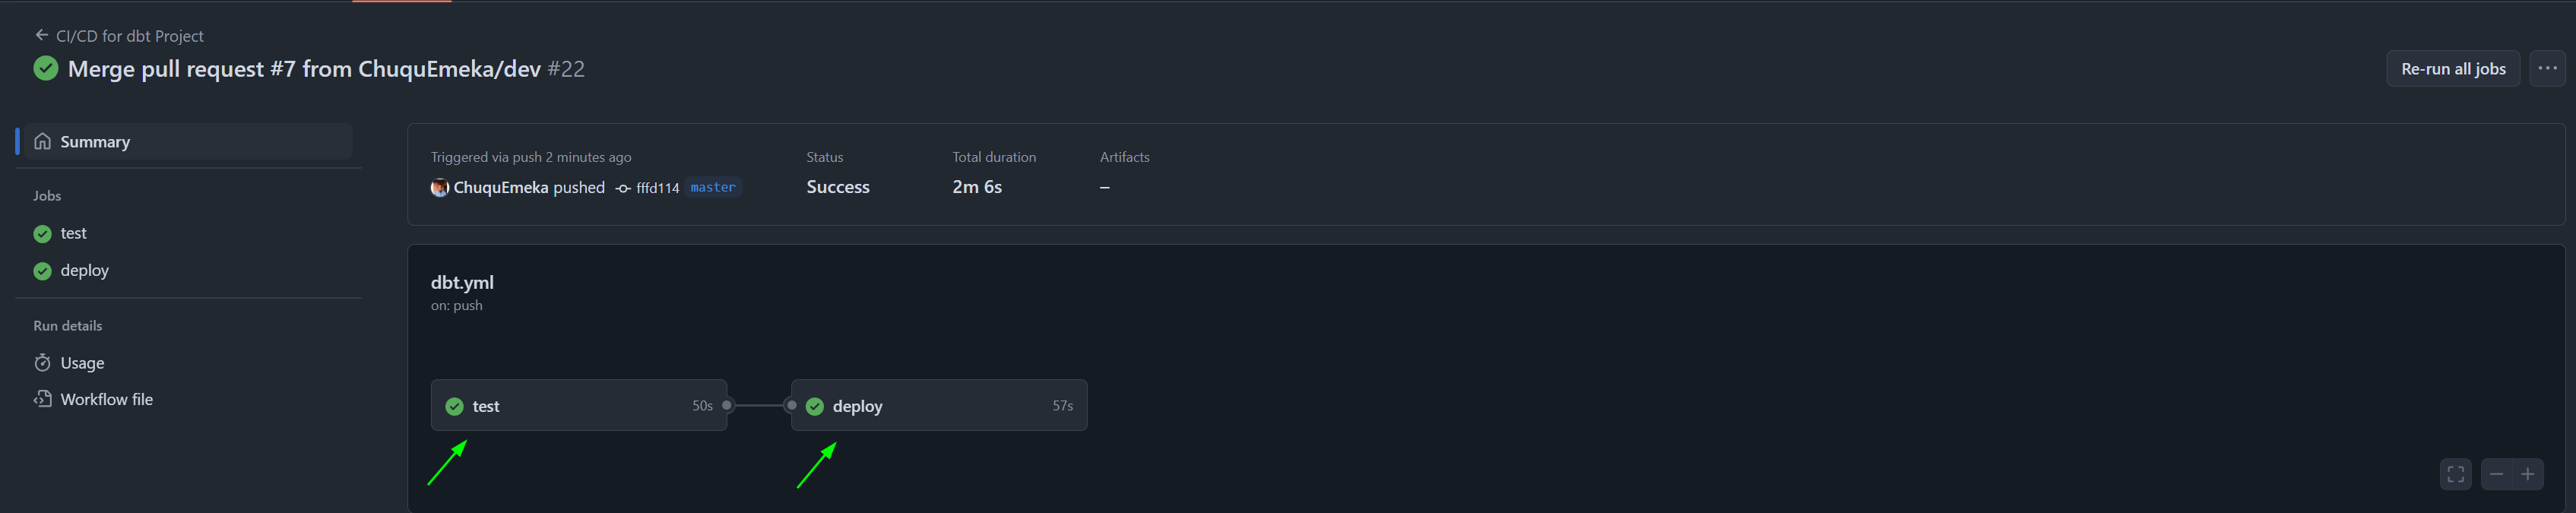 CI/CD for dbt Project
Merge pull request #7 from ChuquEmeka/dev #22
Re-run all jobs
Summary
Jobs
test
deploy
Run details
Usage
Workflow file
Triggered via push 2 minutes ago
ChuquEmeka pushed fffd114 master
Status
Success
Total duration
2m 6s
Artifacts
–
dbt.yml
on: push
test 50s
deploy 57s